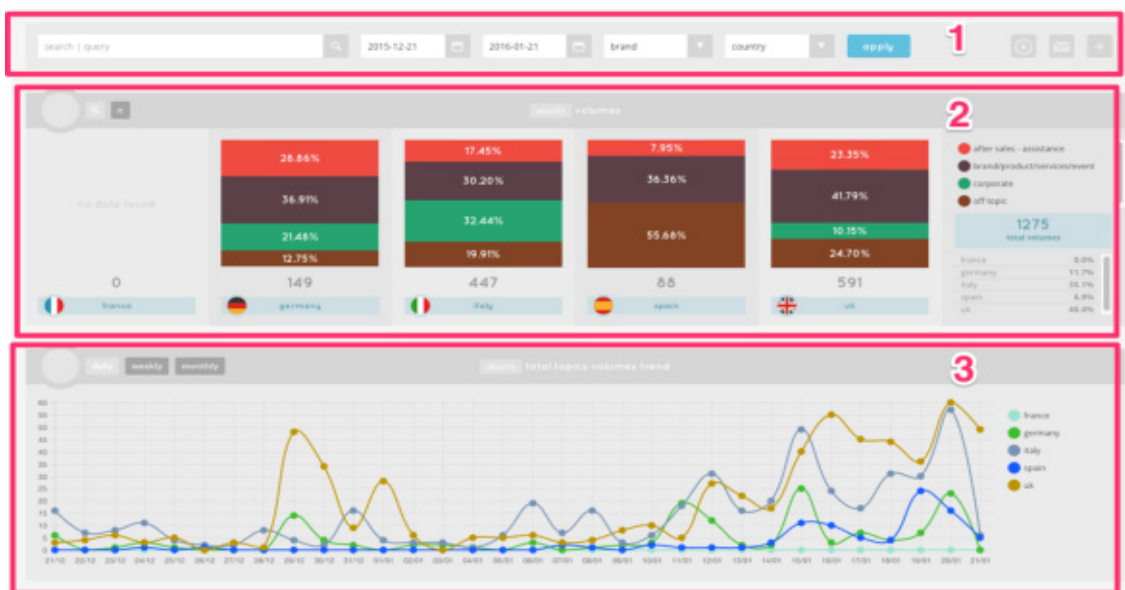 1
search | query 2015-12-21 2016-01-21 brand country apply
2
% n volumes
28.86% 17.45% 7.95% 23.35%
36.91% 30.20% 36.36% 41.79%
21.48% 32.44% 55.68% 10.15%
12.75% 19.91% 24.70%
no data found
0 149 447 88 591
france germany italy spain uk
after sales - assistance
brand/product/services/event
corporate
off topic
1275
total volumes
france 0.0%
germany 11.7%
italy 35.1%
spain 6.9%
uk 46.4%
3
daily weekly monthly total topics volumes trend
60
55
50
45
40
35
30
25
20
15
10
5
0
21/12 22/12 23/12 24/12 25/12 26/12 27/12 28/12 29/12 30/12 31/12 01/01 02/01 03/01 04/01 05/01 06/01 07/01 08/01 09/01 10/01 11/01 12/01 13/01 14/01 15/01 16/01 17/01 18/01 19/01 20/01 21/01
france
germany
italy
spain
uk